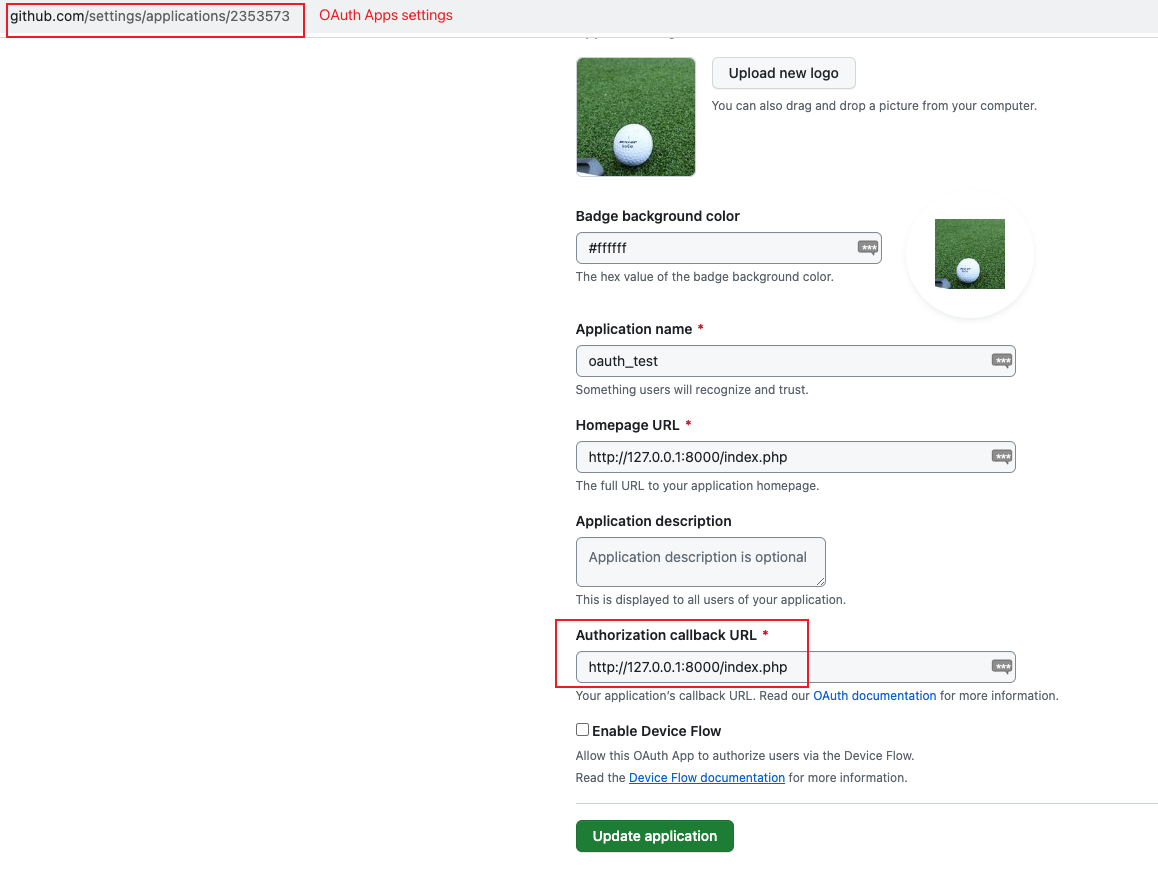 github.com/settings/applications/2353573 OAuth Apps settings
Upload new logo
You can also drag and drop a picture from your computer.
Badge background color
#ffffff
The hex value of the badge background color.
Application name *
oauth_test
Something users will recognize and trust.
Homepage URL *
http://127.0.0.1:8000/index.php
The full URL to your application homepage.
Application description
Application description is optional
This is displayed to all users of your application.
Authorization callback URL *
http://127.0.0.1:8000/index.php
Your application's callback URL. Read our OAuth documentation for more information.
Enable Device Flow
Allow this OAuth App to authorize users via the Device Flow.
Read the Device Flow documentation for more information.
Update application